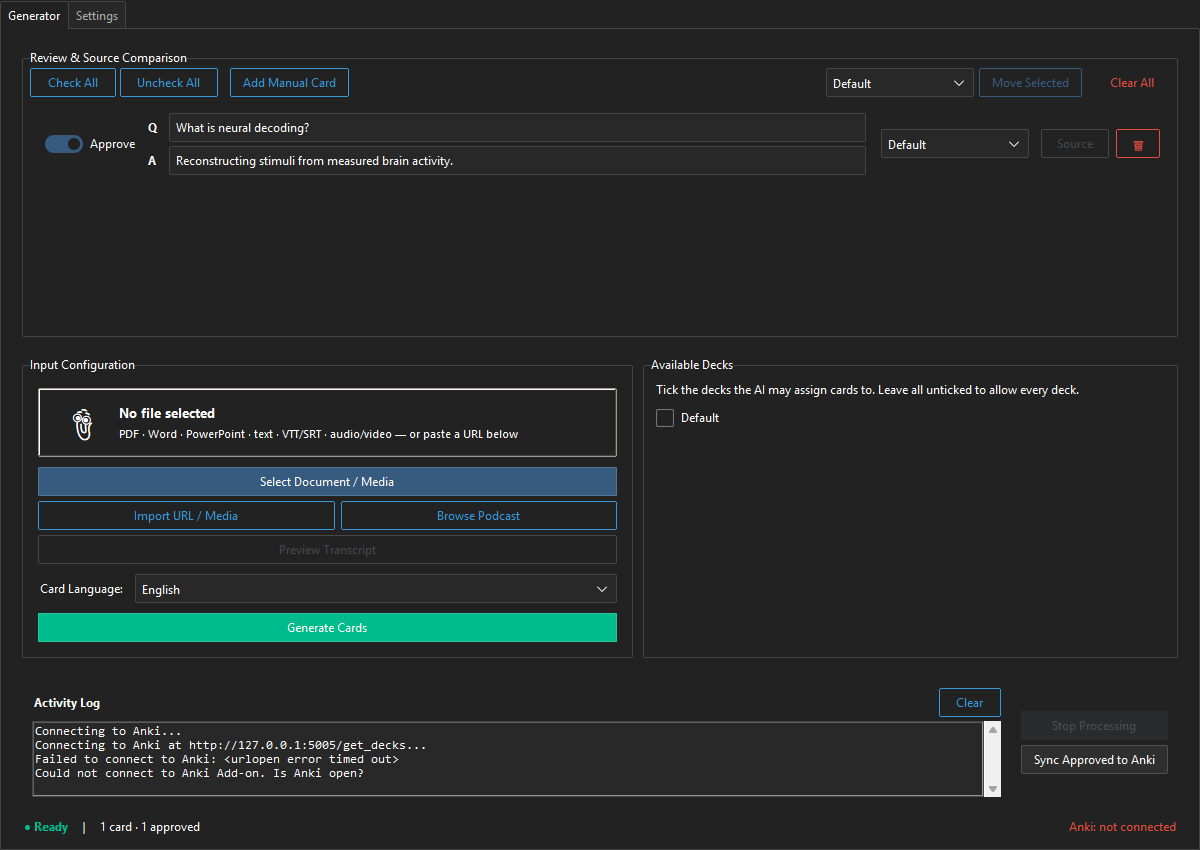 Generator Settings
Review & Source Comparison
Check All Uncheck All Add Manual Card Default Move Selected Clear All
Approve
Q What is neural decoding?
A Reconstructing stimuli from measured brain activity.
Default Source
Input Configuration
No file selected
PDF · Word · PowerPoint · text · VTT/SRT · audio/video — or paste a URL below
Select Document / Media
Import URL / Media Browse Podcast
Preview Transcript
Card Language: English
Generate Cards
Available Decks
Tick the decks the AI may assign cards to. Leave all unticked to allow every deck.
Default
Activity Log Clear
Connecting to Anki...
Connecting to Anki at http://127.0.0.1:5005/get_decks...
Failed to connect to Anki: <urlopen error timed out>
Could not connect to Anki Add-on. Is Anki open?
Stop Processing
Sync Approved to Anki
● Ready | 1 card · 1 approved Anki: not connected